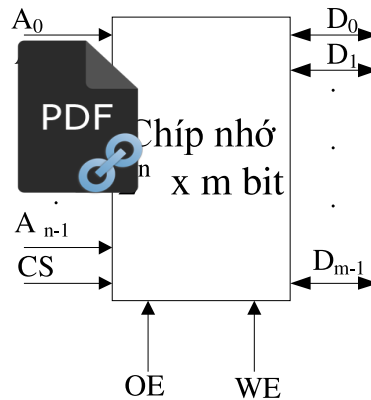 A0 D0
D1
PDF
Chíp nhớ
n x m bit
A n-1
CS Dm-1
OE WE